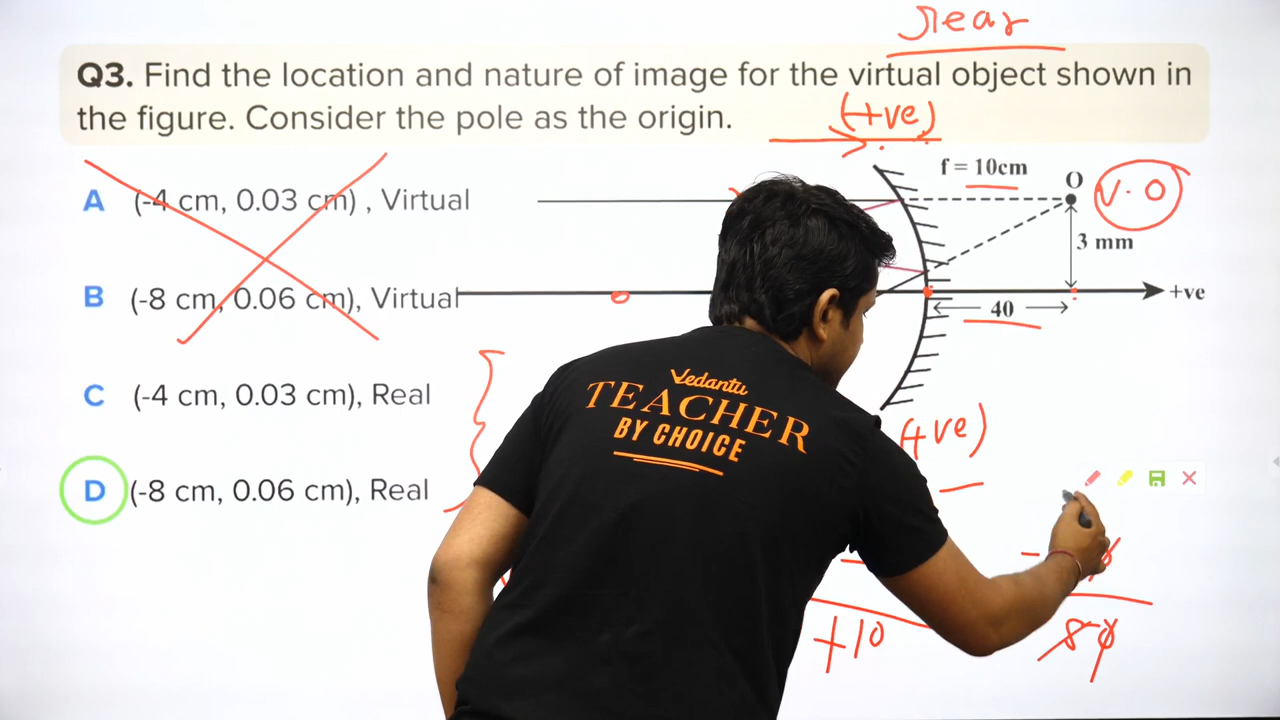 rear
Q3. Find the location and nature of image for the virtual object shown in
the figure. Consider the pole as the origin.
(+ve)
f = 10cm
O
V.O
A (-4 cm, 0.03 cm) , Virtual
3 mm
B (-8 cm, 0.06 cm), Virtual
+ve
40
C (-4 cm, 0.03 cm), Real
Vedantu
TEACHER
BY CHOICE
(+ve)
D (-8 cm, 0.06 cm), Real
+10